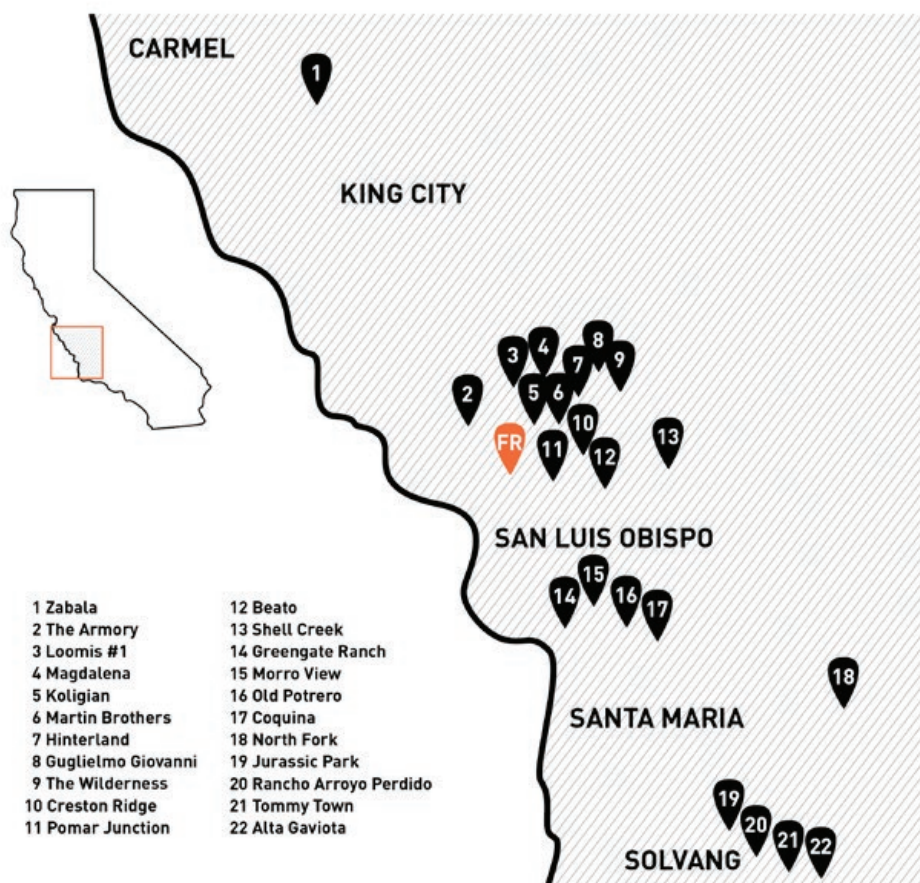 CARMEL
1
KING CITY
8
4
3
9
7
2
5
6
10
13
FR
11
12
SAN LUIS OBISPO
15
14
16
17
18
SANTA MARIA
19
20
21
22
SOLVANG
1 Zabala
2 The Armory
3 Loomis #1
4 Magdalena
5 Koligian
6 Martin Brothers
7 Hinterland
8 Guglielmo Giovanni
9 The Wilderness
10 Creston Ridge
11 Pomar Junction
12 Beato
13 Shell Creek
14 Greengate Ranch
15 Morro View
16 Old Potrero
17 Coquina
18 North Fork
19 Jurassic Park
20 Rancho Arroyo Perdido
21 Tommy Town
22 Alta Gaviota